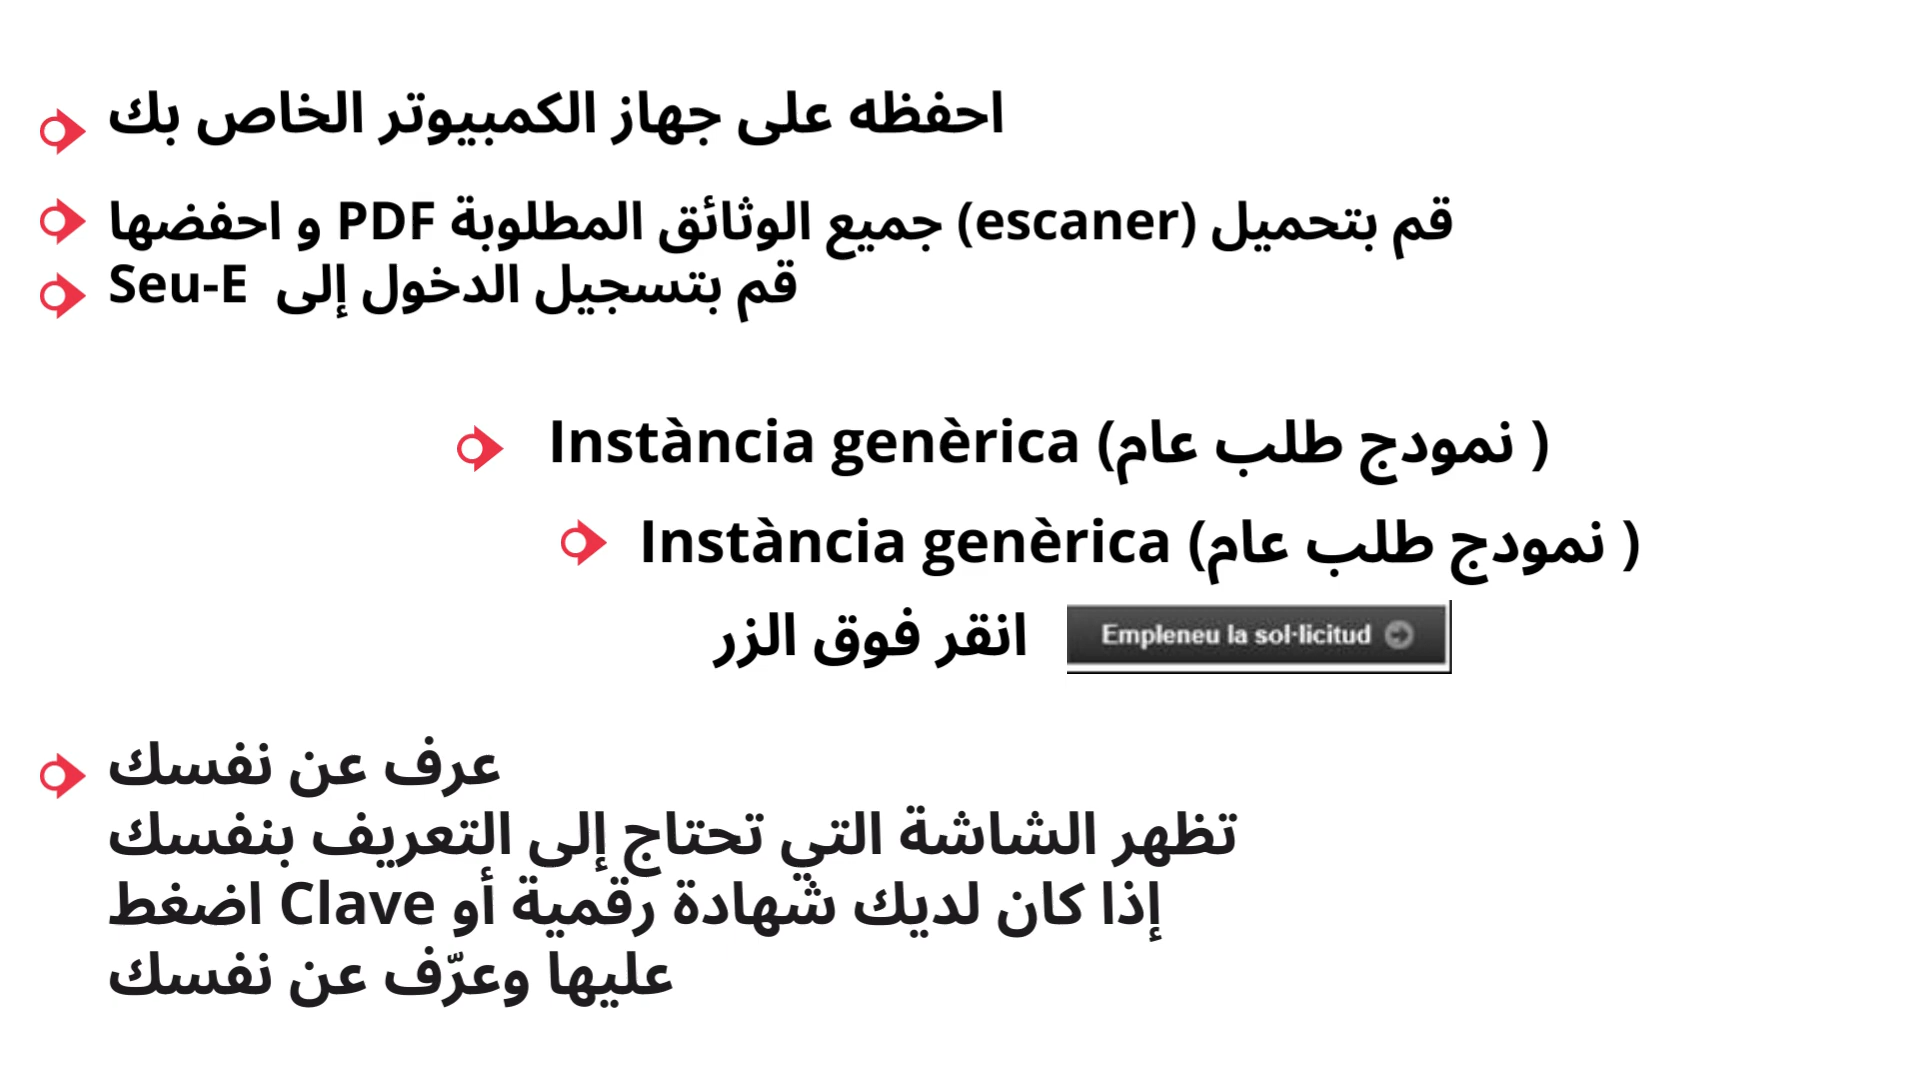 احفظه على جهاز الكمبيوتر الخاص بك
قم بتحميل (escaner) جميع الوثائق المطلوبة PDF و احفضها
قم بتسجيل الدخول إلى Seu-E
Instància genèrica (نمودج طلب عام )
Instància genèrica (نمودج طلب عام )
انقر فوق الزر Empleneu la sol·licitud
عرف عن نفسك
تظهر الشاشة التي تحتاج إلى التعريف بنفسك
إذا كان لديك شهادة رقمية أو Clave اضغط
عليها وعرّف عن نفسك